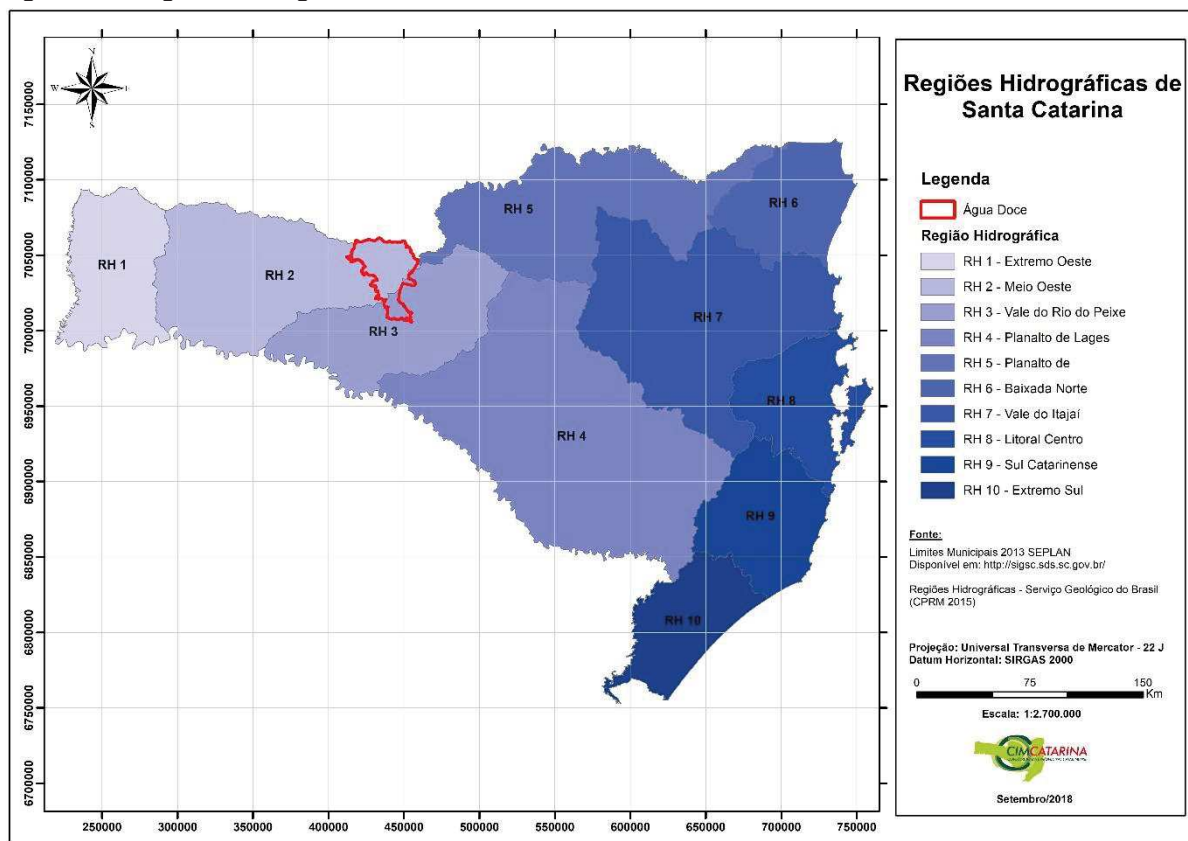 N
W
E
S
7150000
7100000
7050000
7000000
6950000
6900000
6850000
6800000
6750000
6700000
250000
300000
350000
400000
450000
500000
550000
600000
650000
700000
750000
RH 1
RH 2
RH 3
RH 4
RH 5
RH 6
RH 7
RH 8
RH 9
RH 10
Regiões Hidrográficas de
Santa Catarina
Legenda
Água Doce
Região Hidrográfica
RH 1 - Extremo Oeste
RH 2 - Meio Oeste
RH 3 - Vale do Rio do Peixe
RH 4 - Planalto de Lages
RH 5 - Planalto de
RH 6 - Baixada Norte
RH 7 - Vale do Itajaí
RH 8 - Litoral Centro
RH 9 - Sul Catarinense
RH 10 - Extremo Sul
Fonte:
Limites Municipais 2013 SEPLAN
Disponível em: http://sigsc.sds.sc.gov.br/
Regiões Hidrográficas - Serviço Geológico do Brasil
(CPRM 2015)
Projeção: Universal Transversa de Mercator - 22 J
Datum Horizontal: SIRGAS 2000
0 75 150
Km
Escala: 1:2.700.000
CIMCATARINA
Setembro/2018